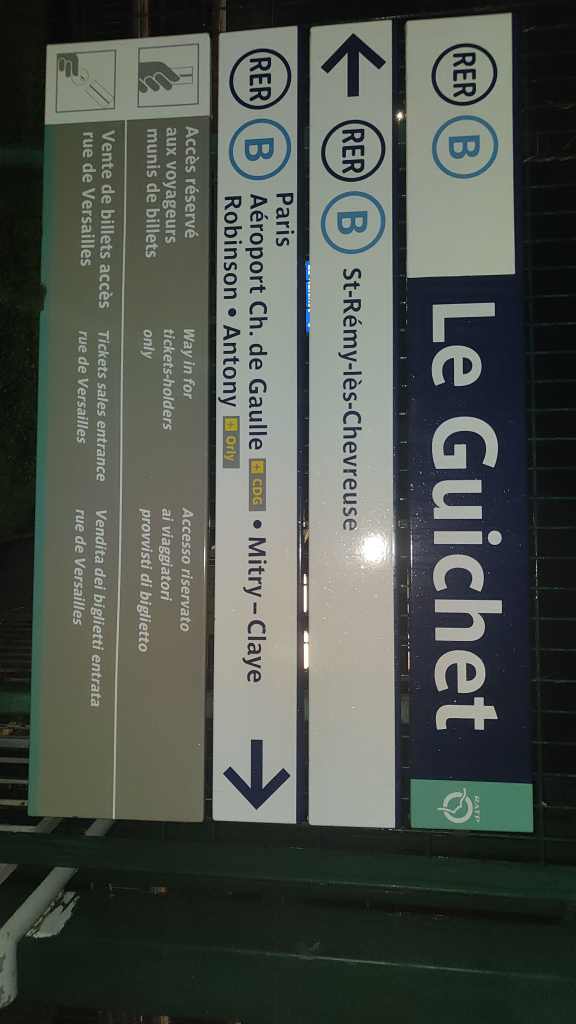 RER B Le Guichet
RATP
RER B St-Rémy-lès-Chevreuse
RER B Paris
Aéroport Ch. de Gaulle CDG • Mitry – Claye
Robinson • Antony Orly
Accès réservé
aux voyageurs
munis de billets
Way in for
tickets-holders
only
Accesso riservato
ai viaggiatori
provvisti di biglietto
Vente de billets accès
rue de Versailles
Tickets sales entrance
rue de Versailles
Vendita dei biglietti entrata
rue de Versailles